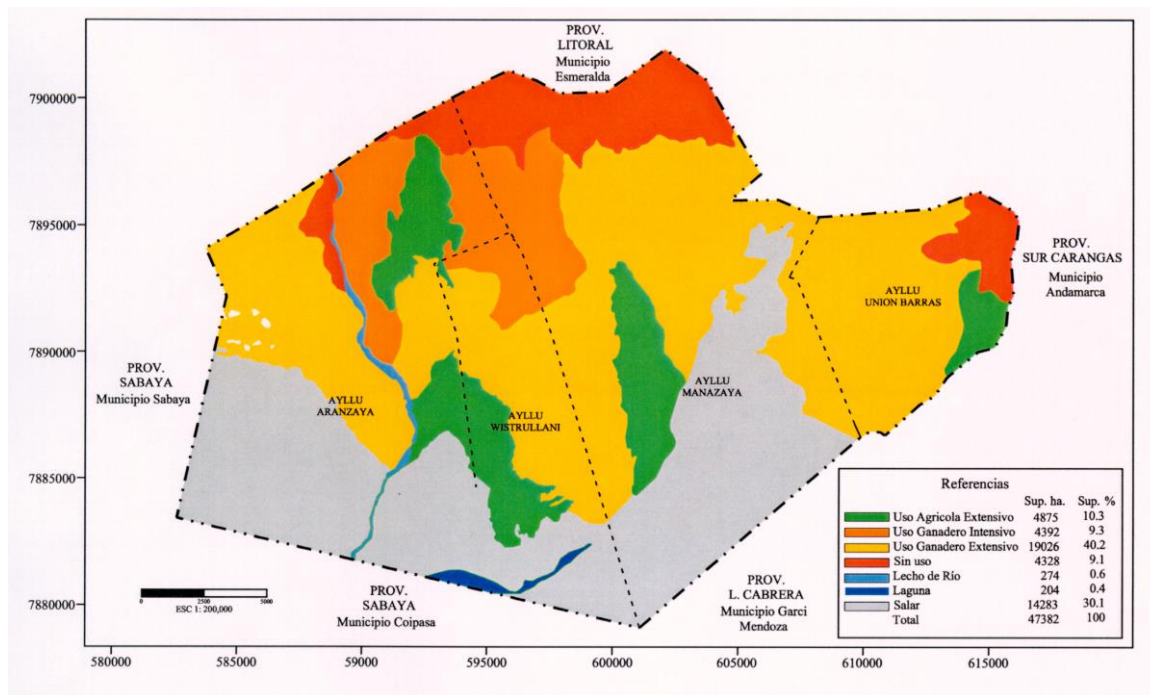 PROV.
LITORAL
Municipio
Esmeralda
7900000
7895000
7890000
7885000
7880000
PROV.
SUR CARANGAS
Municipio
Andamarca
AYLLU
UNION BARRAS
PROV.
SABAYA
Municipio Sabaya
AYLLU
ARANZAYA
AYLLU
WISTRULLANI
AYLLU
MANAZAYA
Referencias
Sup. ha. Sup. %
Uso Agricola Extensivo 4875 10.3
Uso Ganadero Intensivo 4392 9.3
Uso Ganadero Extensivo 19026 40.2
Sin uso 4328 9.1
Lecho de Río 274 0.6
Laguna 204 0.4
Salar 14283 30.1
Total 47382 100
0 2500 5000
ESC 1: 200,000
PROV.
SABAYA
Municipio Coipasa
PROV.
L. CABRERA
Municipio Garci
Mendoza
580000 585000 590000 595000 600000 605000 610000 615000